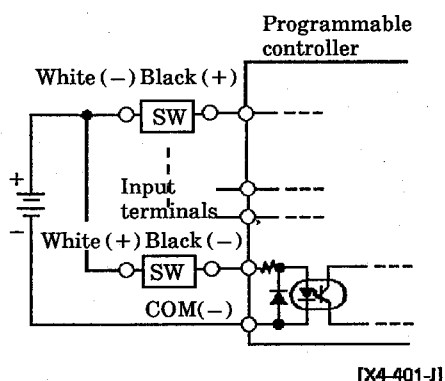 Programmable
controller
White (−) Black (+)
SW
+
Input
terminals
−
White (+) Black (−)
SW
COM(−)
[X4-401-J]